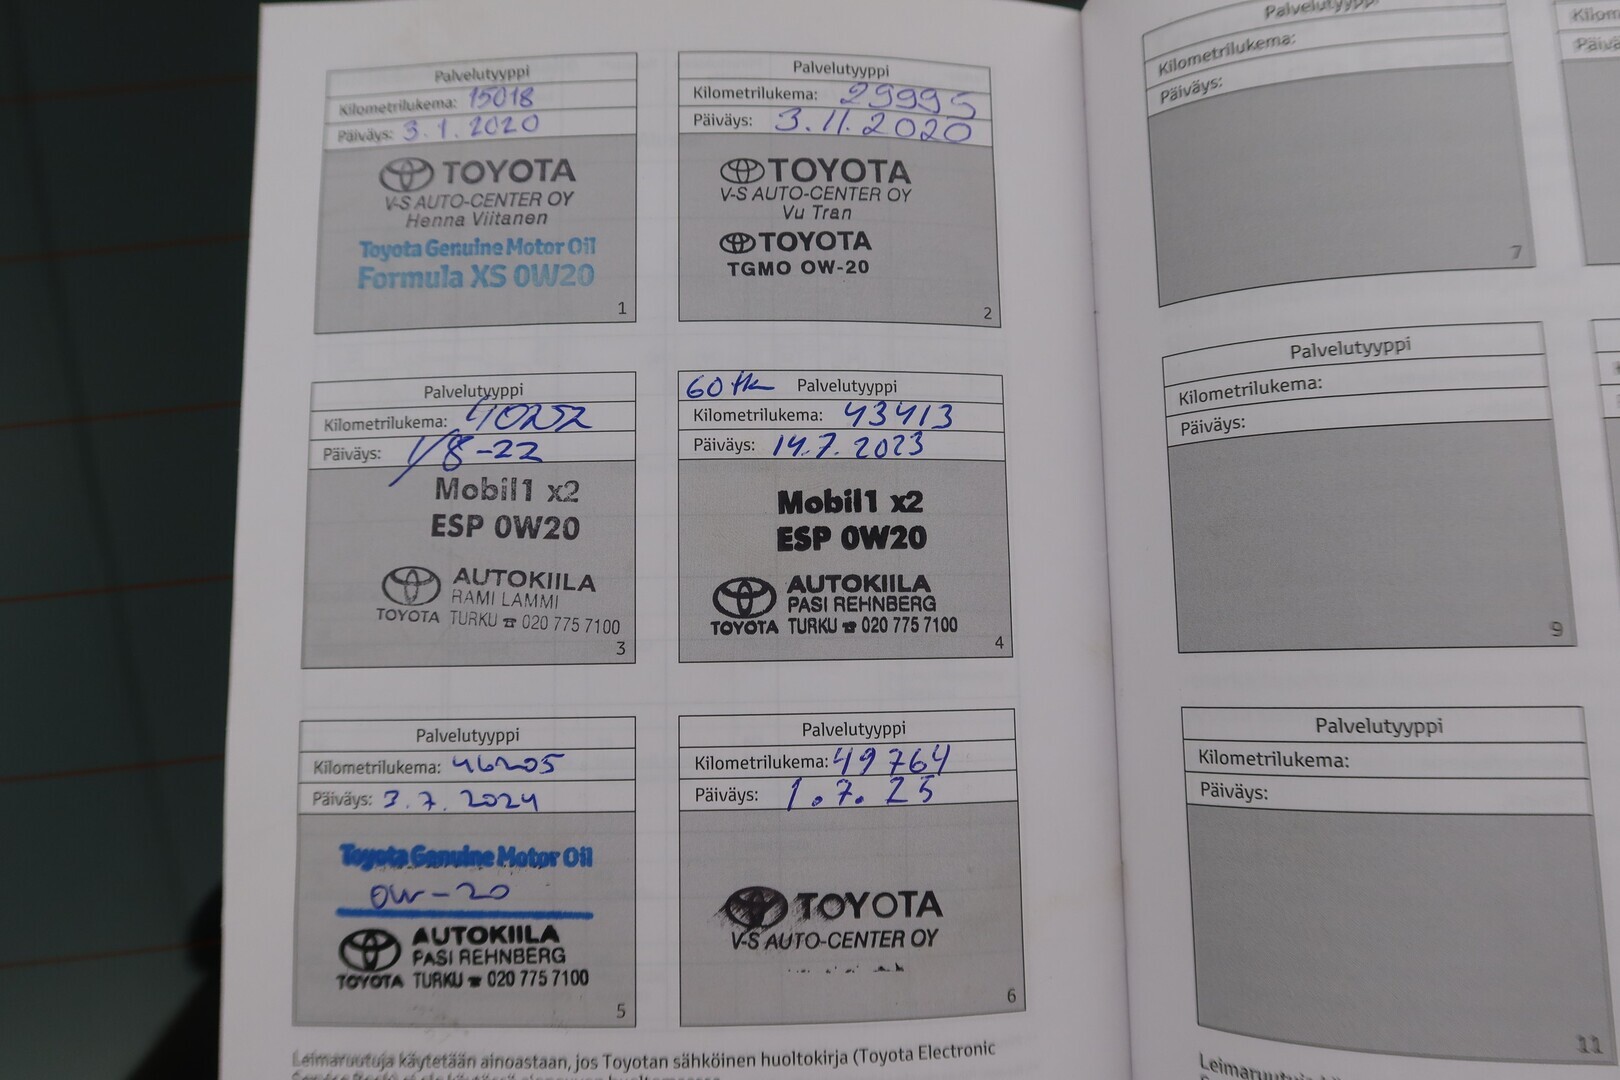 Palvelutyyppi
Kilometrilukema: 15018
Päiväys: 3.1.2020
TOYOTA
V-S AUTO-CENTER OY
Henna Viitanen
Toyota Genuine Motor Oil
Formula XS 0W20
1
Palvelutyyppi
Kilometrilukema: 29995
Päiväys: 3.11.2020
TOYOTA
V-S AUTO-CENTER OY
Vu Tran
TOYOTA
TGMO 0W-20
2
Palvelutyyppi
Kilometrilukema: 40252
Päiväys: 1/8-22
Mobil1 x2
ESP 0W20
AUTOKIILA
RAMI LAMMI
TOYOTA TURKU ☎ 020 775 7100
3
60 tkm Palvelutyyppi
Kilometrilukema: 43413
Päiväys: 14.7.2023
Mobil1 x2
ESP 0W20
AUTOKIILA
PASI REHNBERG
TOYOTA TURKU ☎ 020 775 7100
4
Palvelutyyppi
Kilometrilukema: 46205
Päiväys: 3.7.2024
Toyota Genuine Motor Oil
0W-20
AUTOKIILA
PASI REHNBERG
TOYOTA TURKU ☎ 020 775 7100
5
Palvelutyyppi
Kilometrilukema: 49764
Päiväys: 1.7.25
TOYOTA
V-S AUTO-CENTER OY
6
Leimaruutuja käytetään ainoastaan, jos Toyotan sähköinen huoltokirja (Toyota Electronic
Palvelutyyppi
Kilometrilukema:
Päiväys:
7
Palvelutyyppi
Kilometrilukema:
Päiväys:
9
Palvelutyyppi
Kilometrilukema:
Päiväys:
11
Leimaruutuja